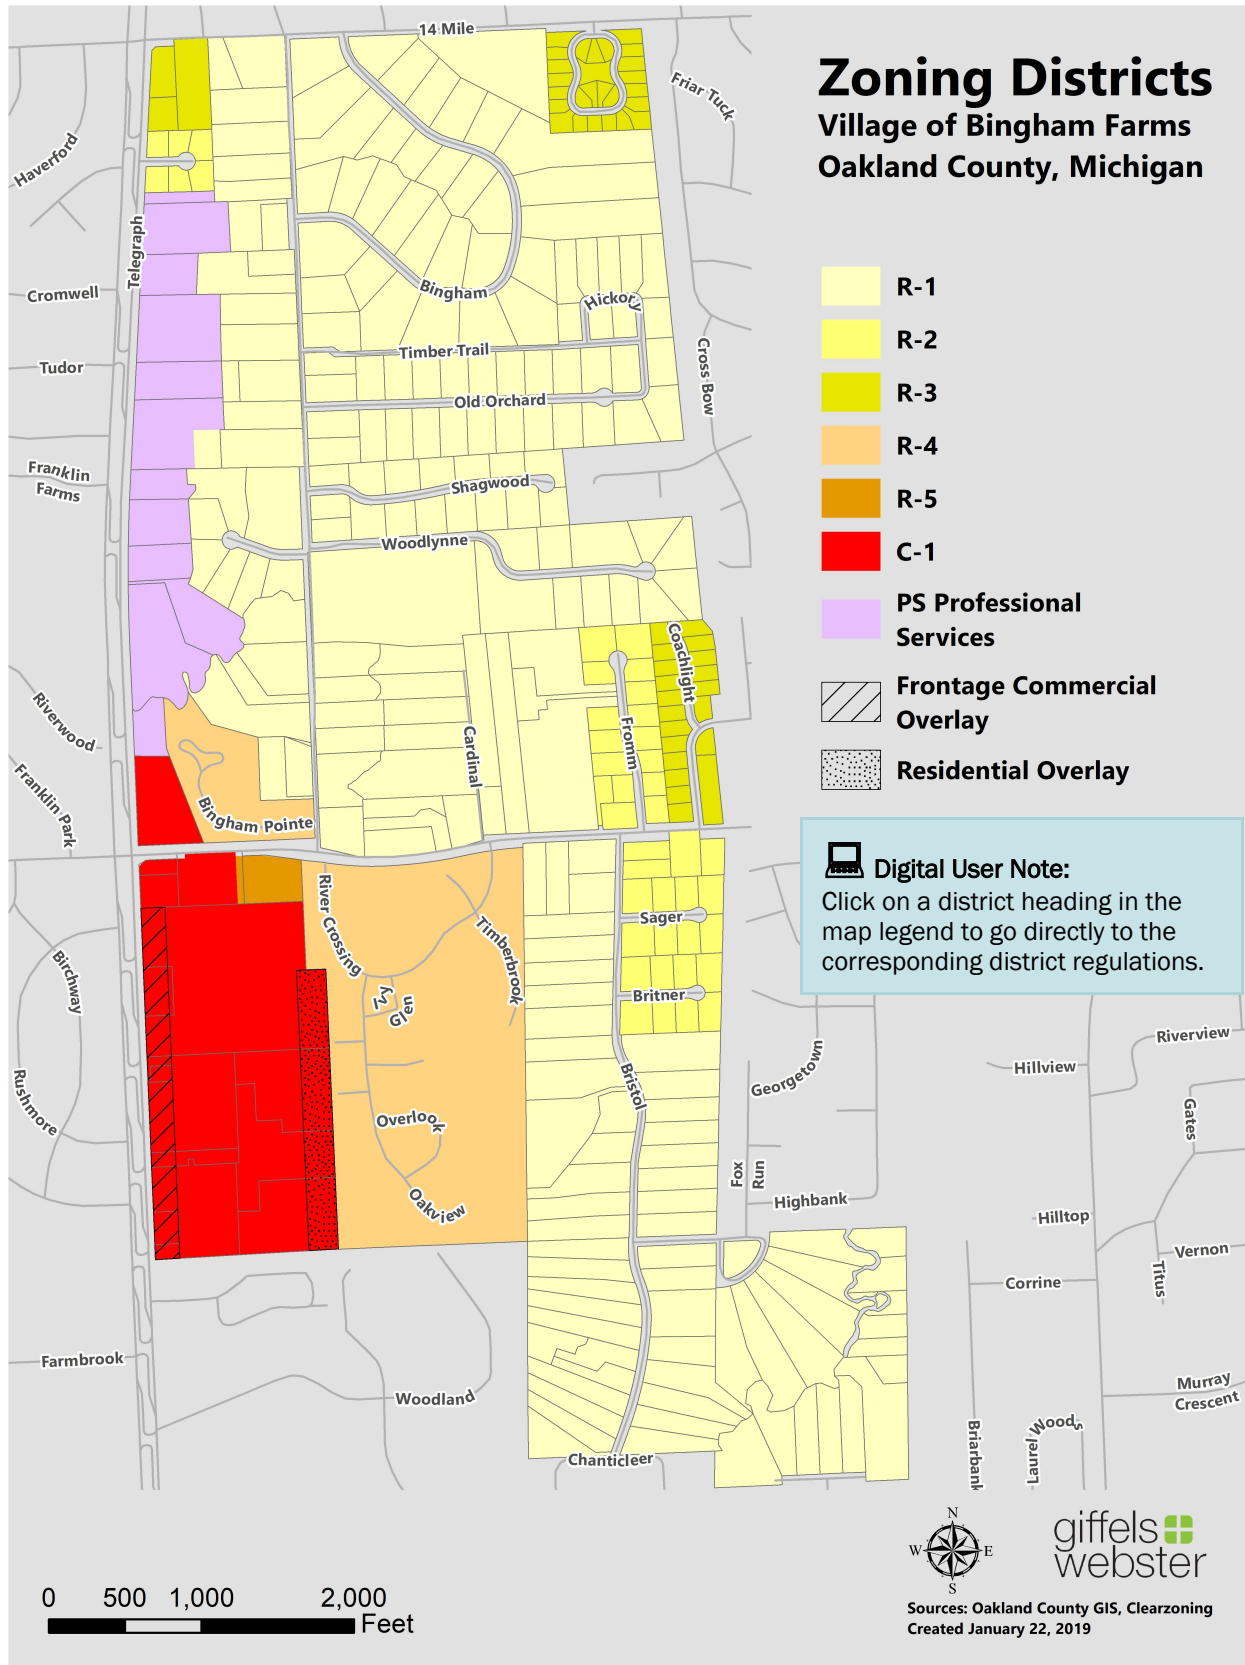 Zoning Districts
Village of Bingham Farms
Oakland County, Michigan
R-1
R-2
R-3
R-4
R-5
C-1
PS Professional
Services
Frontage Commercial
Overlay
Residential Overlay
Digital User Note:
Click on a district heading in the
map legend to go directly to the
corresponding district regulations.
14 Mile
Friar Tuck
Haverford
Telegraph
Cromwell
Bingham
Hickory
Timber Trail
Tudor
Cross Bow
Old Orchard
Franklin
Farms
Shagwood
Woodlynne
Coachlight
Riverwood
Fromm
Cardinal
Franklin Park
Bingham Pointe
River Crossing
Timberbrook
Sager
Birchway
Ivy
Glen
Britner
Georgetown
Hillview
Riverview
Rushmore
Bristol
Gates
Overlook
Oakview
Fox
Run
Highbank
Hilltop
Vernon
Titus
Corrine
Farmbrook
Woodland
Murray
Crescent
Chanticleer
Briarbank
Laurel Woods
N
W
E
S
giffels
webster
0 500 1,000 2,000
Feet
Sources: Oakland County GIS, Clearzoning
Created January 22, 2019